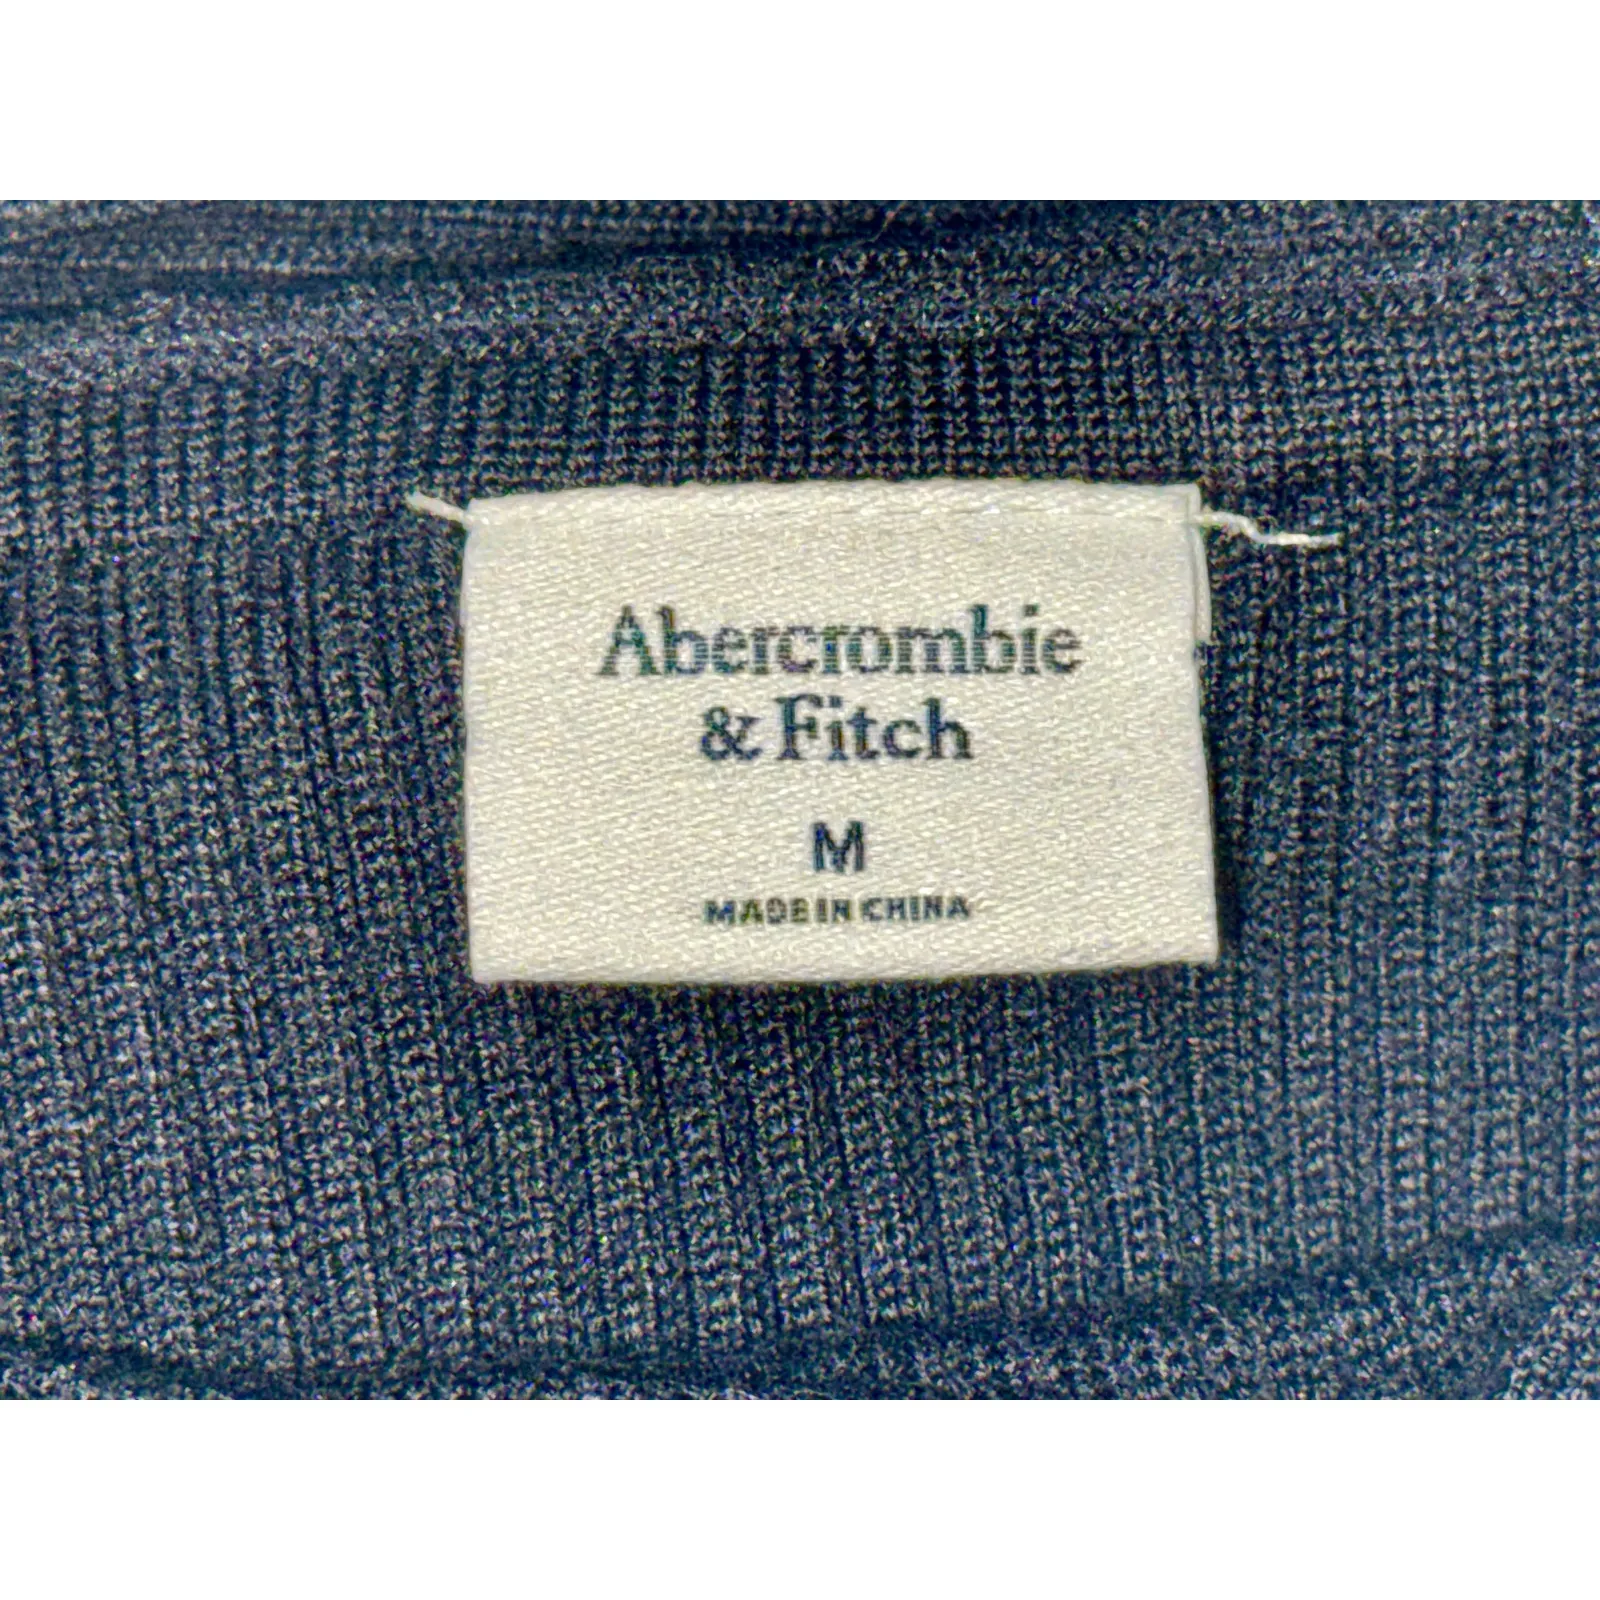 Abercrombie
& Fitch
M
MADE IN CHINA